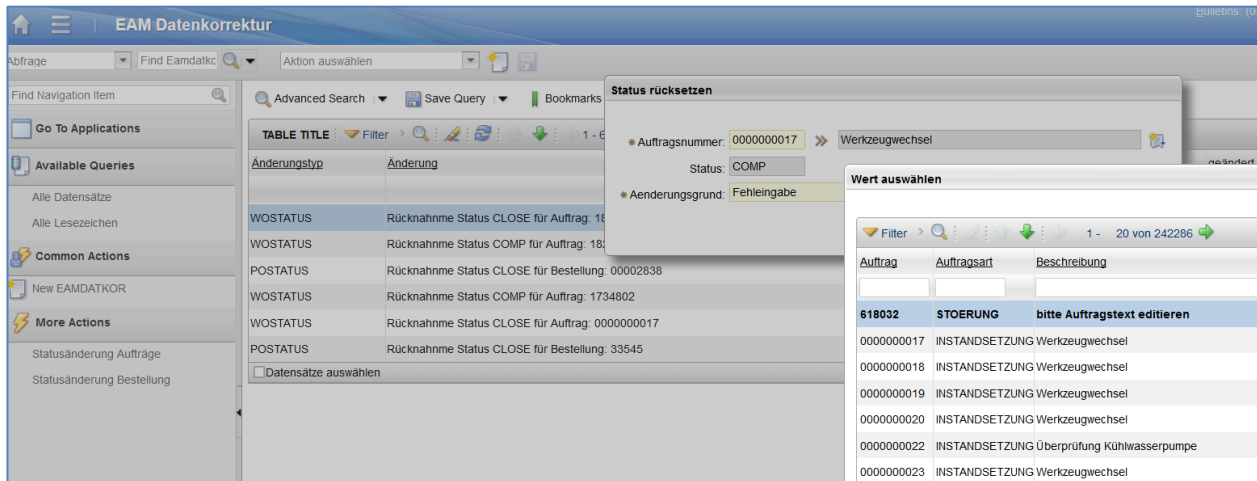 Bulletins: (0
EAM Datenkorrektur
Abfrage
Find Eamdatkc
Aktion auswählen
Find Navigation Item
Go To Applications
Available Queries
Alle Datensätze
Alle Lesezeichen
Common Actions
New EAMDATKOR
More Actions
Statusänderung Aufträge
Statusänderung Bestellung
Advanced Search
Save Query
Bookmarks
TABLE TITLE Filter 1 - 6
Änderungstyp Änderung geändert
WOSTATUS Rücknahnme Status CLOSE für Auftrag: 18
WOSTATUS Rücknahnme Status COMP für Auftrag: 18
POSTATUS Rücknahnme Status CLOSE für Bestellung: 00002838
WOSTATUS Rücknahnme Status COMP für Auftrag: 1734802
WOSTATUS Rücknahnme Status CLOSE für Auftrag: 0000000017
POSTATUS Rücknahnme Status CLOSE für Bestellung: 33545
Datensätze auswählen
Status rücksetzen
Auftragsnummer: 0000000017 Werkzeugwechsel
Status: COMP
Aenderungsgrund: Fehleingabe
Wert auswählen
Filter 1 - 20 von 242286
Auftrag Auftragsart Beschreibung
618032 STOERUNG bitte Auftragstext editieren
0000000017 INSTANDSETZUNG Werkzeugwechsel
0000000018 INSTANDSETZUNG Werkzeugwechsel
0000000019 INSTANDSETZUNG Werkzeugwechsel
0000000020 INSTANDSETZUNG Werkzeugwechsel
0000000022 INSTANDSETZUNG Überprüfung Kühlwasserpumpe
0000000023 INSTANDSETZUNG Werkzeugwechsel